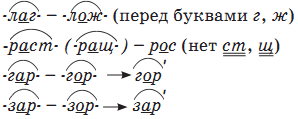 -лаг- – -лож- (перед буквами г, ж)
-раст- (-ращ-) – рос (нет ст, щ)
-гар- – -гор- → гор′
-зар- – -зор- → зар′